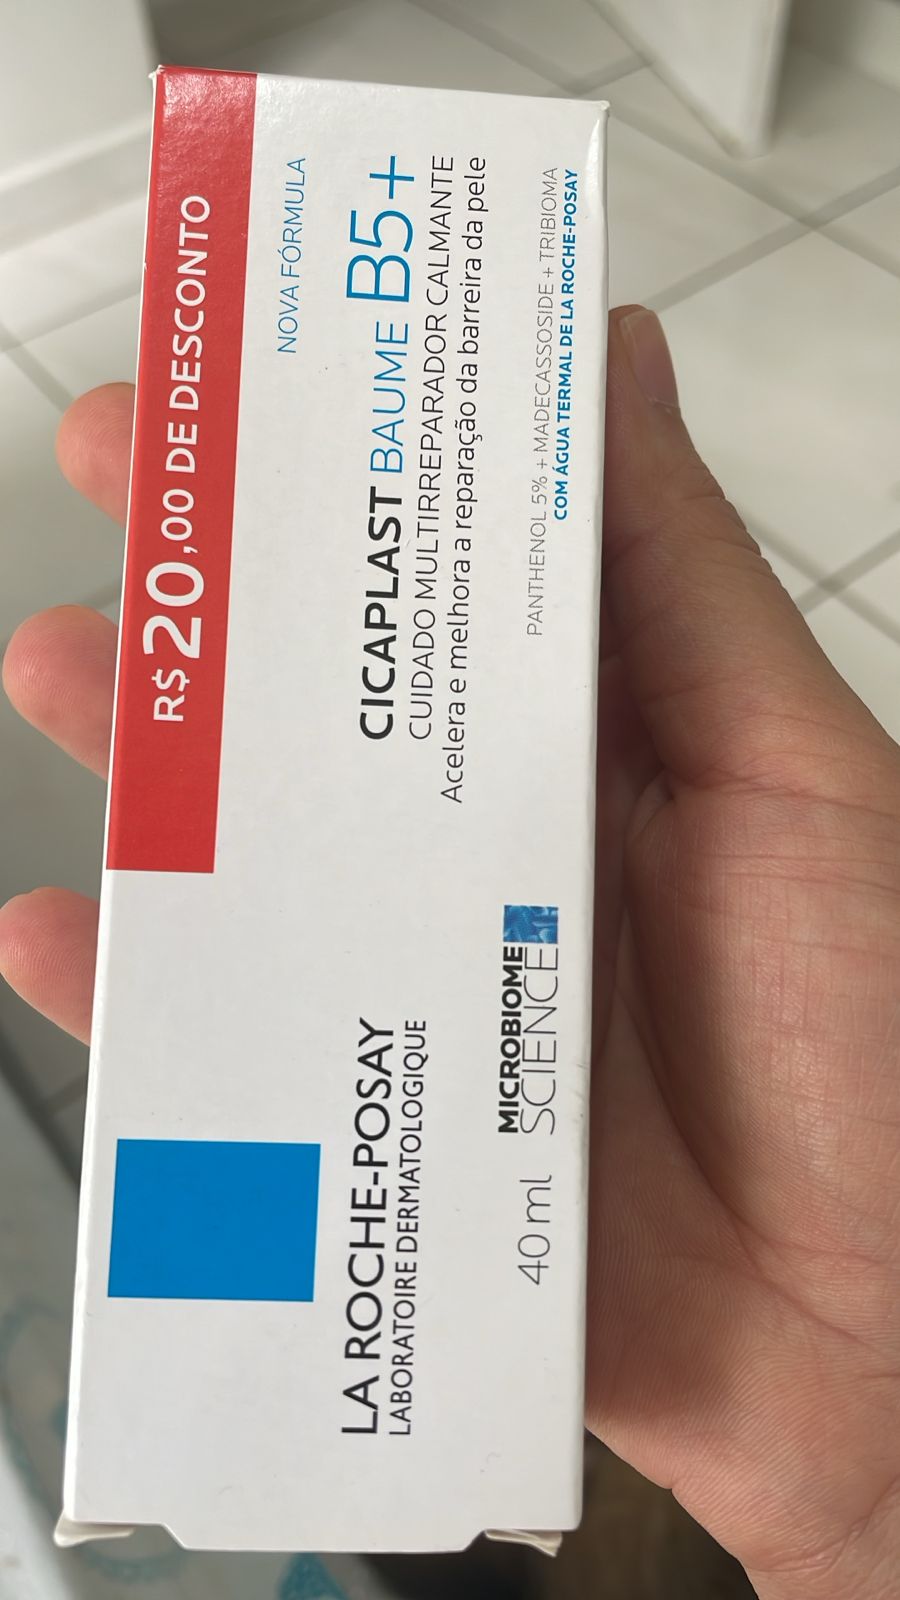 R$ 20,00 DE DESCONTO
NOVA FÓRMULA
CICAPLAST BAUME B5+
CUIDADO MULTIRREPARADOR CALMANTE
Acelera e melhora a reparação da barreira da pele
PANTHENOL 5% + MADECASSOSIDE + TRIBIOMA
COM ÁGUA TERMAL DE LA ROCHE-POSAY
LA ROCHE-POSAY
LABORATOIRE DERMATOLOGIQUE
MICROBIOME
SCIENCE
40 ml